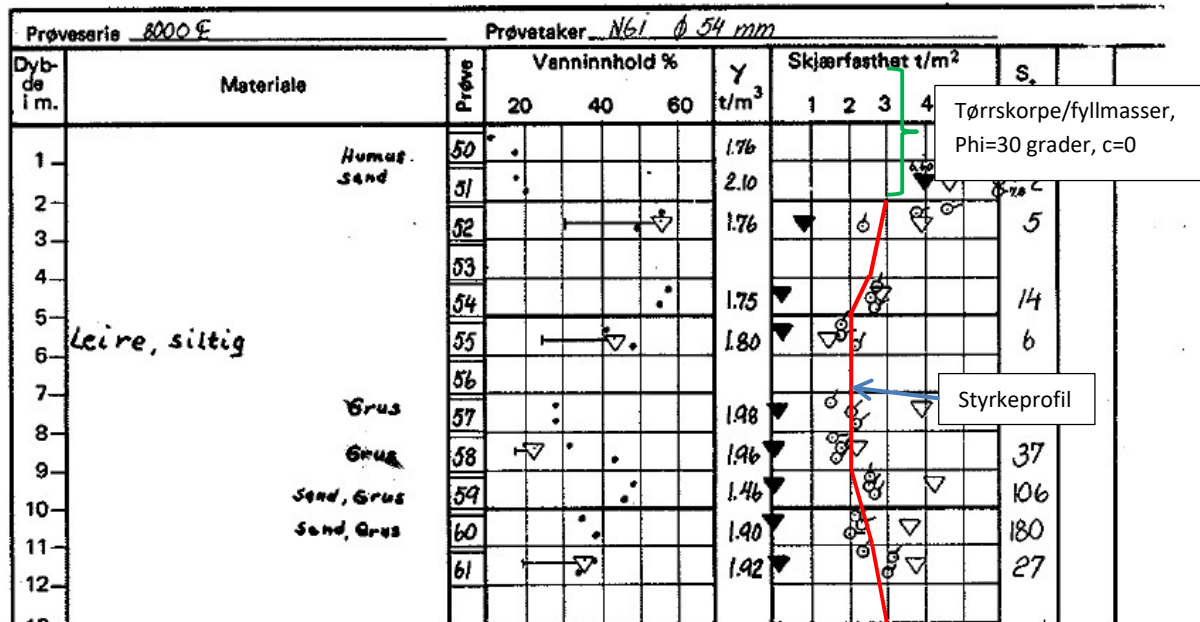 Prøveserie 8000 E Prøvetaker NGI ϕ 54 mm
Dyb-
de
i m.
Materiale
Prøve
Vanninnhold %
20 40 60
γ
t/m³
Skjærfasthet t/m²
1 2 3 4
Tørrskorpe/fyllmasser,
Phi=30 grader, c=0
Humus 50 1.76
1
sand 51 2.10 2
2
52 1.76 5
3
53
4
54 1.75 14
5
Leire, siltig 55 1.80 6
6
56
Styrkeprofil
7
Grus 57 1.98
8
Grus 58 1.96 37
9
Sand, Grus 59 1.46 106
10
Sand, Grus 60 1.90 180
11
61 1.92 27
12